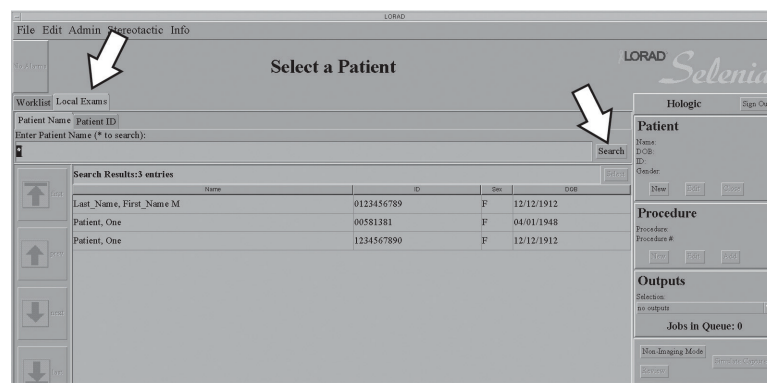 LORAD
File Edit Admin Stereotactic Info
Select a Patient
LORAD
Selenia
Worklist Local Exams
Hologic
Patient Name Patient ID
Enter Patient Name (* to search):
*
Search
Search Results:3 entries
Select
Name ID Sex DOB
Last_Name, First_Name M 0123456789 F 12/12/1912
Patient, One 00581381 F 04/01/1948
Patient, One 1234567890 F 12/12/1912
Patient
Name:
DOB:
ID:
Gender:
New Edit
Procedure
Procedure:
Procedure #
New Edit Add
Outputs
Selection:
no outputs
Jobs in Queue: 0
Non-Imaging Mode
Review